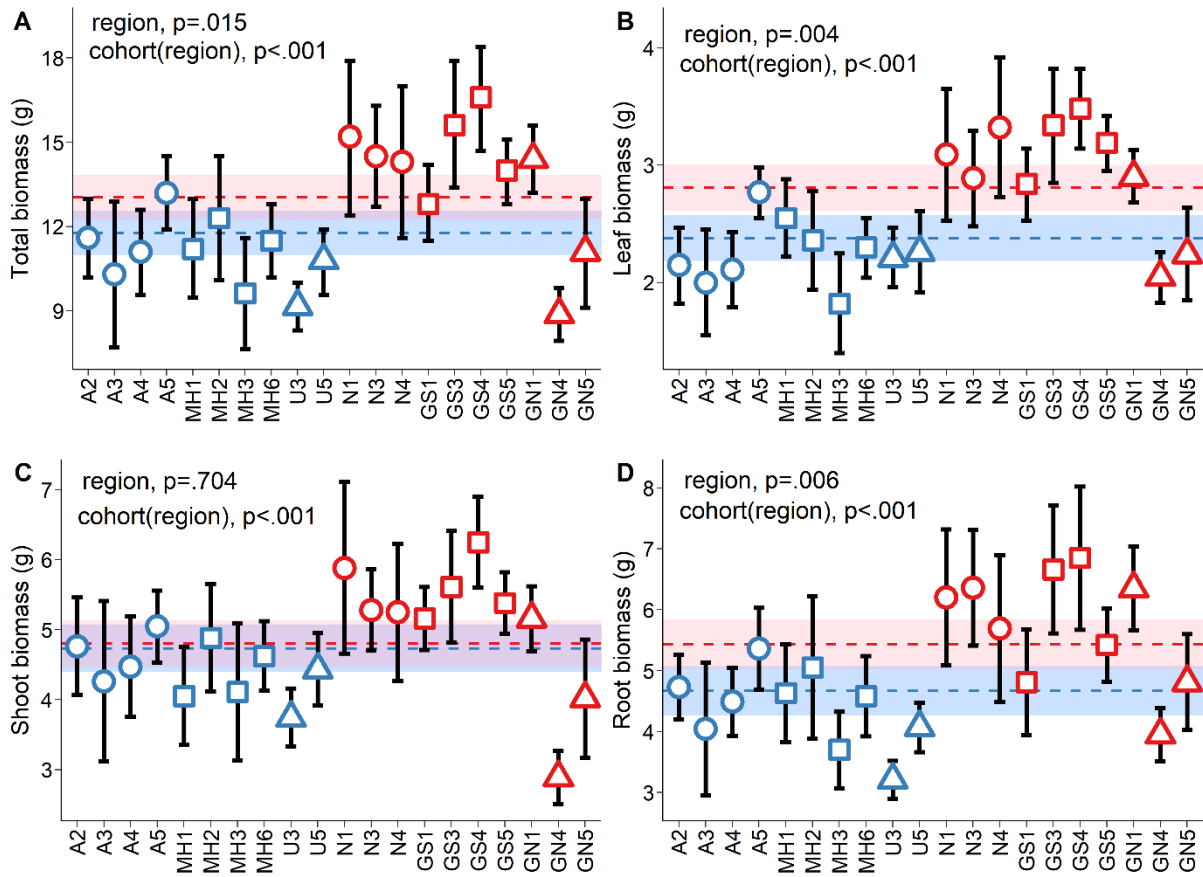 A
region, p=.015
cohort(region), p<.001
Total biomass (g)
18
15
12
9
A2 A3 A4 A5 MH1 MH2 MH3 MH6 U3 U5 N1 N3 N4 GS1 GS3 GS4 GS5 GN1 GN4 GN5
B
region, p=.004
cohort(region), p<.001
Leaf biomass (g)
4
3
2
1
A2 A3 A4 A5 MH1 MH2 MH3 MH6 U3 U5 N1 N3 N4 GS1 GS3 GS4 GS5 GN1 GN4 GN5
C
region, p=.704
cohort(region), p<.001
Shoot biomass (g)
7
6
5
4
3
A2 A3 A4 A5 MH1 MH2 MH3 MH6 U3 U5 N1 N3 N4 GS1 GS3 GS4 GS5 GN1 GN4 GN5
D
region, p=.006
cohort(region), p<.001
Root biomass (g)
8
7
6
5
4
3
A2 A3 A4 A5 MH1 MH2 MH3 MH6 U3 U5 N1 N3 N4 GS1 GS3 GS4 GS5 GN1 GN4 GN5